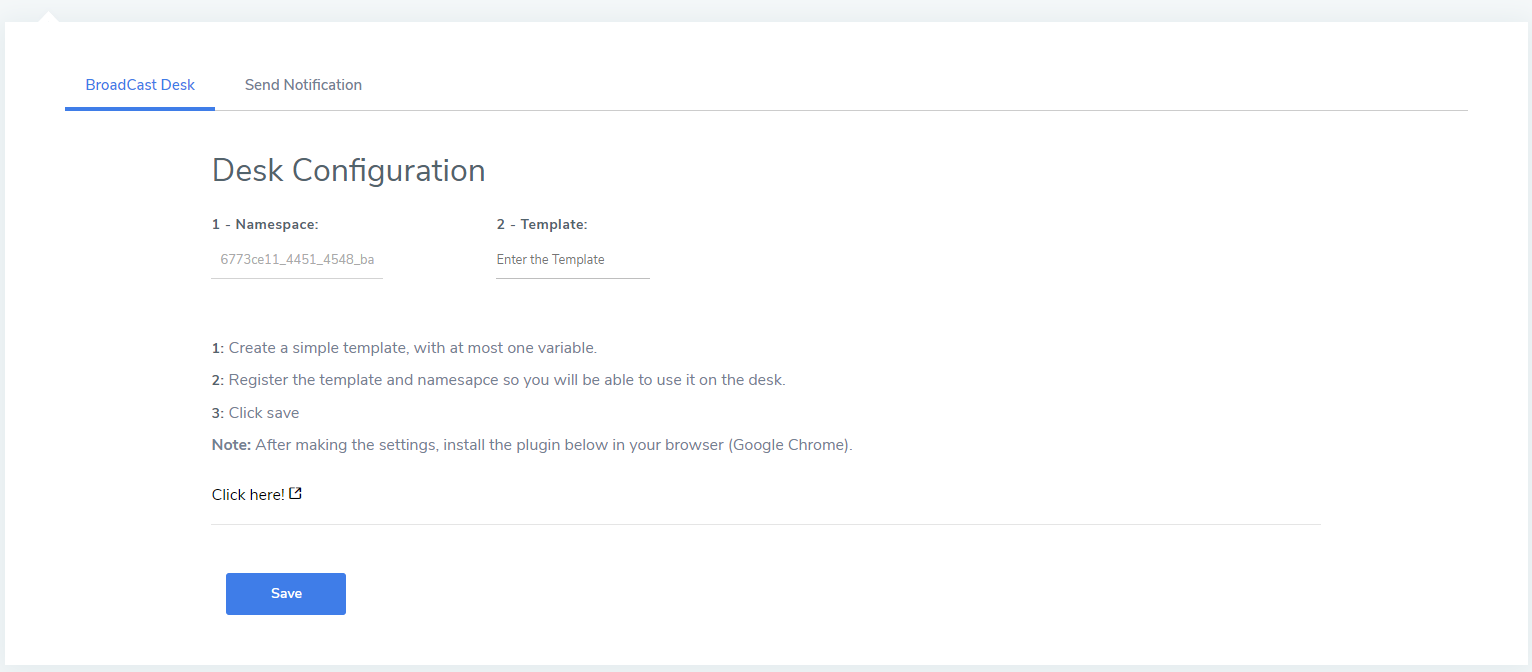 BroadCast Desk Send Notification
Desk Configuration
1 - Namespace: 2 - Template:
6773ce11_4451_4548_ba Enter the Template
1: Create a simple template, with at most one variable.
2: Register the template and namesapce so you will be able to use it on the desk.
3: Click save
Note: After making the settings, install the plugin below in your browser (Google Chrome).
Click here!
Save